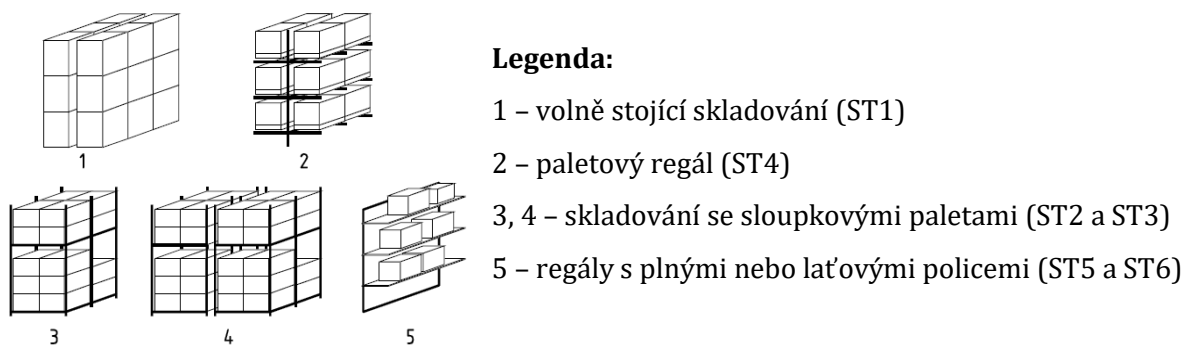 Legenda:
1 – volně stojící skladování (ST1)
2 – paletový regál (ST4)
3, 4 – skladování se sloupkovými paletami (ST2 a ST3)
5 – regály s plnými nebo laťovými policemi (ST5 a ST6)
1
2
3
4
5